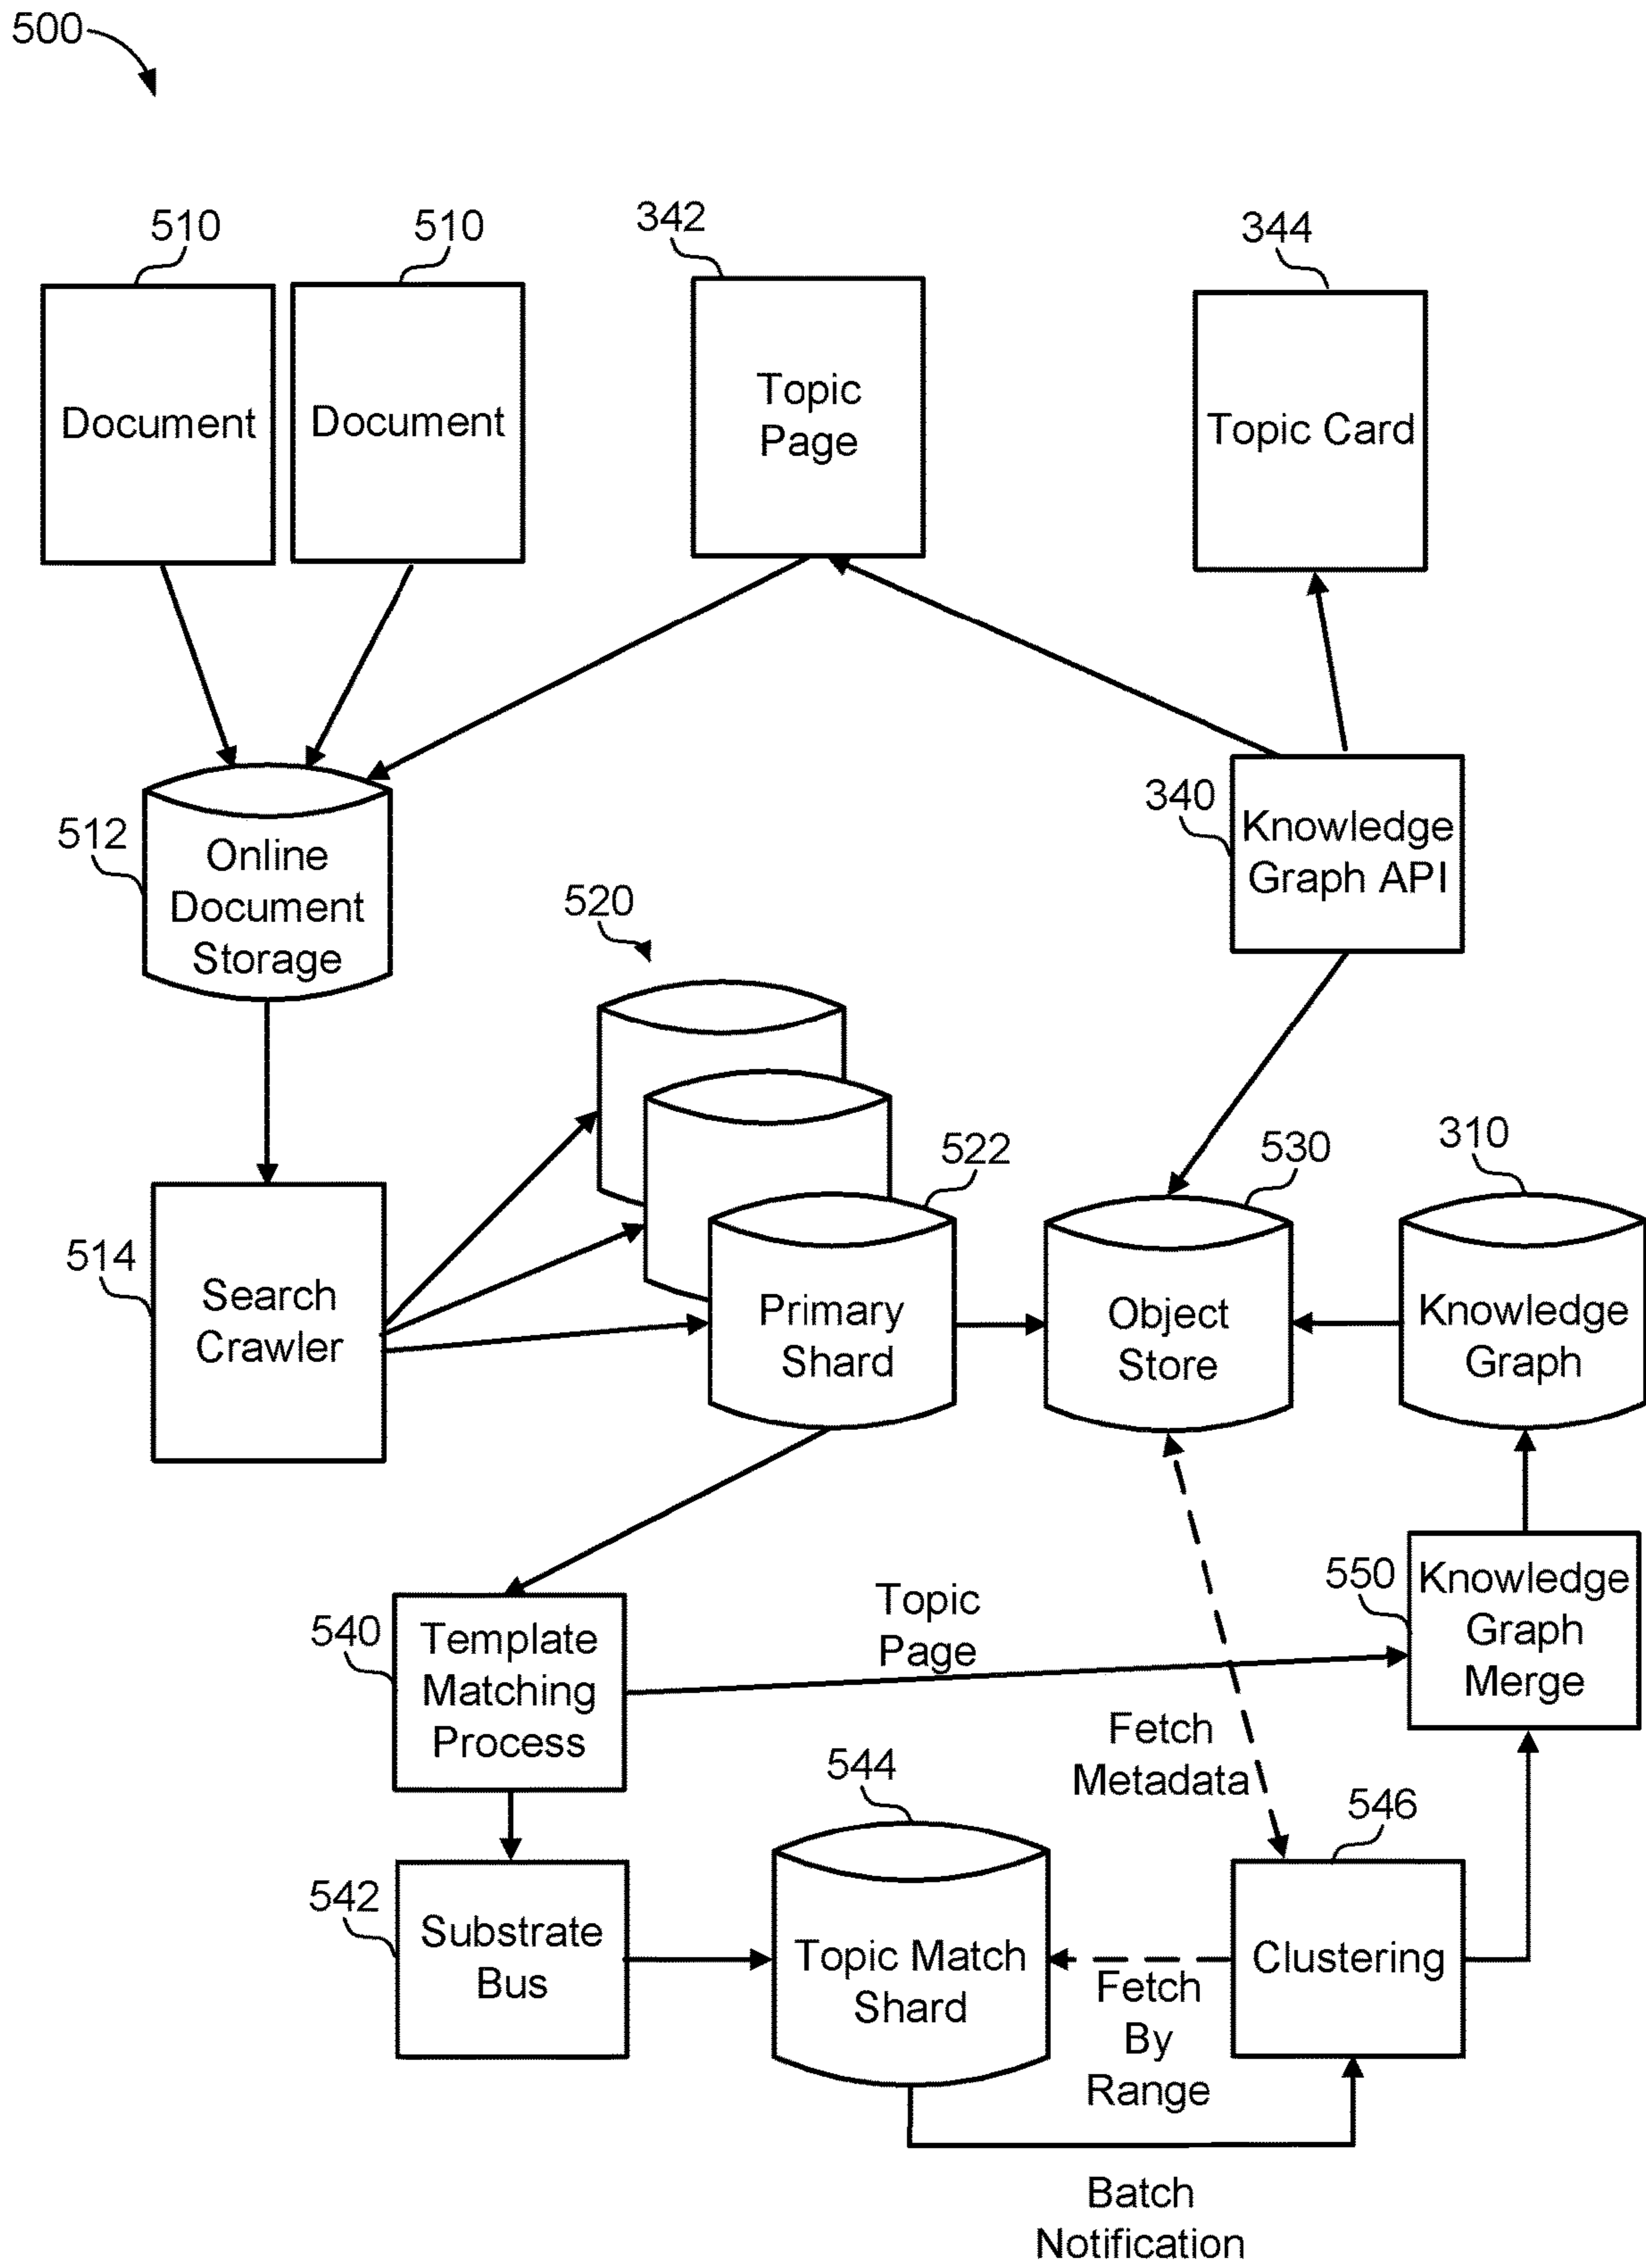 500
510
510
342
344
Document
Document
Topic
Page
Topic Card
512
Online
Document
Storage
340
Knowledge
Graph API
520
522
530
310
514
Search
Crawler
Primary
Shard
Object
Store
Knowledge
Graph
540
Template
Matching
Process
Topic
Page
550
Knowledge
Graph
Merge
Fetch
Metadata
544
546
542
Substrate
Bus
Topic Match
Shard
Fetch
By
Range
Clustering
Batch
Notification